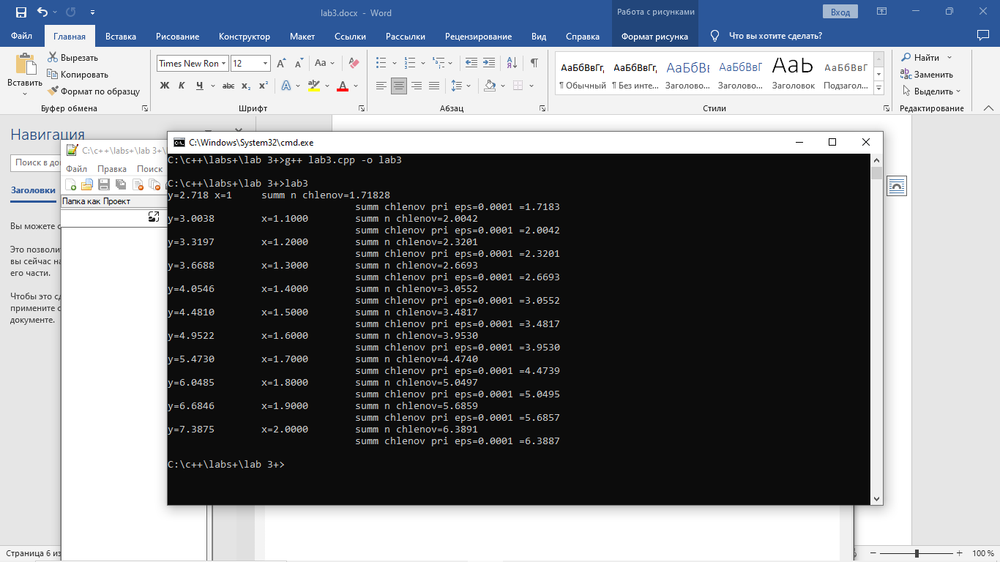 lab3.docx - Word
Работа с рисунками
Вход
Файл Главная Вставка Рисование Конструктор Макет Ссылки Рассылки Рецензирование Вид Справка Формат рисунка Что вы хотите сделать?
Вставить
Вырезать
Копировать
Формат по образцу
Буфер обмена
Times New Ron 12
Ж К Ч abc x₂ x²
Шрифт
Абзац
АаБбВвГг, АаБбВвГг, АаБбВв АаБбВвГ АаЬ АаБбВвГ
¶ Обычный ¶ Без инте... Заголово... Заголово... Заголовок Подзагол...
Стили
Найти
Заменить
Выделить
Редактирование
Навигация
Поиск в до
Заголовки
Вы можете с
Это позволи
вы сейчас на
его части.
Чтобы это сд
примените с
документе.
C:\c++\labs+\lab 3+\
Файл Правка Поиск
Папка как Проект
C:\Windows\System32\cmd.exe
C:\c++\labs+\lab 3+>g++ lab3.cpp -o lab3
C:\c++\labs+\lab 3+>lab3
y=2.718 x=1 summ n chlenov=1.71828
summ chlenov pri eps=0.0001 =1.7183
y=3.0038 x=1.1000 summ n chlenov=2.0042
summ chlenov pri eps=0.0001 =2.0042
y=3.3197 x=1.2000 summ n chlenov=2.3201
summ chlenov pri eps=0.0001 =2.3201
y=3.6688 x=1.3000 summ n chlenov=2.6693
summ chlenov pri eps=0.0001 =2.6693
y=4.0546 x=1.4000 summ n chlenov=3.0552
summ chlenov pri eps=0.0001 =3.0552
y=4.4810 x=1.5000 summ n chlenov=3.4817
summ chlenov pri eps=0.0001 =3.4817
y=4.9522 x=1.6000 summ n chlenov=3.9530
summ chlenov pri eps=0.0001 =3.9530
y=5.4730 x=1.7000 summ n chlenov=4.4740
summ chlenov pri eps=0.0001 =4.4739
y=6.0485 x=1.8000 summ n chlenov=5.0497
summ chlenov pri eps=0.0001 =5.0495
y=6.6846 x=1.9000 summ n chlenov=5.6859
summ chlenov pri eps=0.0001 =5.6857
y=7.3875 x=2.0000 summ n chlenov=6.3891
summ chlenov pri eps=0.0001 =6.3887
C:\c++\labs+\lab 3+>
Страница 6 из
100 %